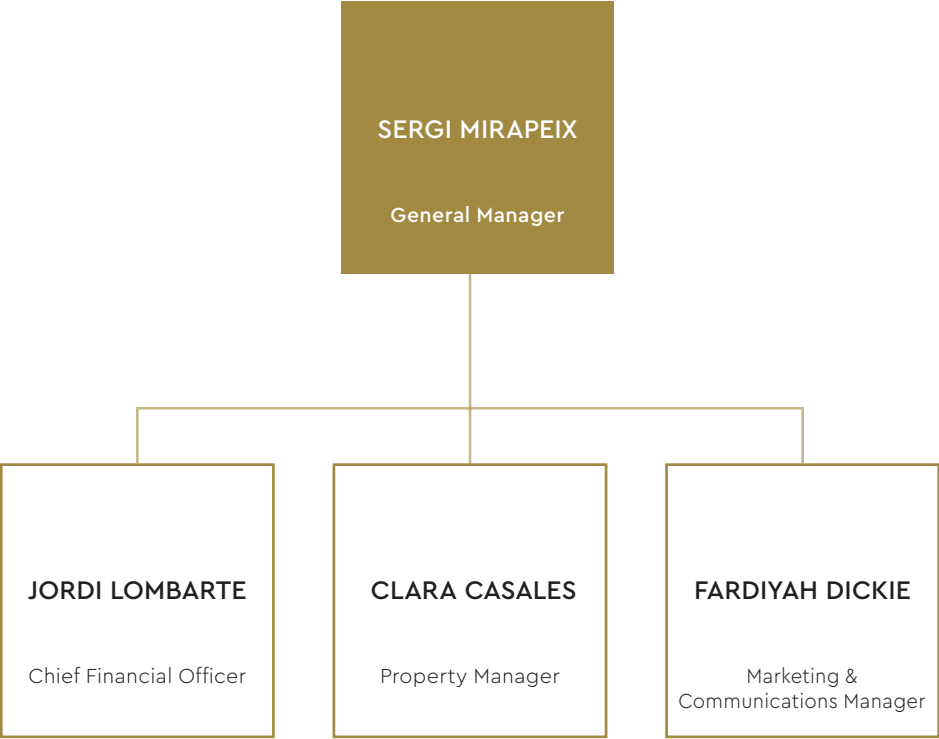 SERGI MIRAPEIX
General Manager
JORDI LOMBARTE
Chief Financial Officer
CLARA CASALES
Property Manager
FARDIYAH DICKIE
Marketing &
Communications Manager